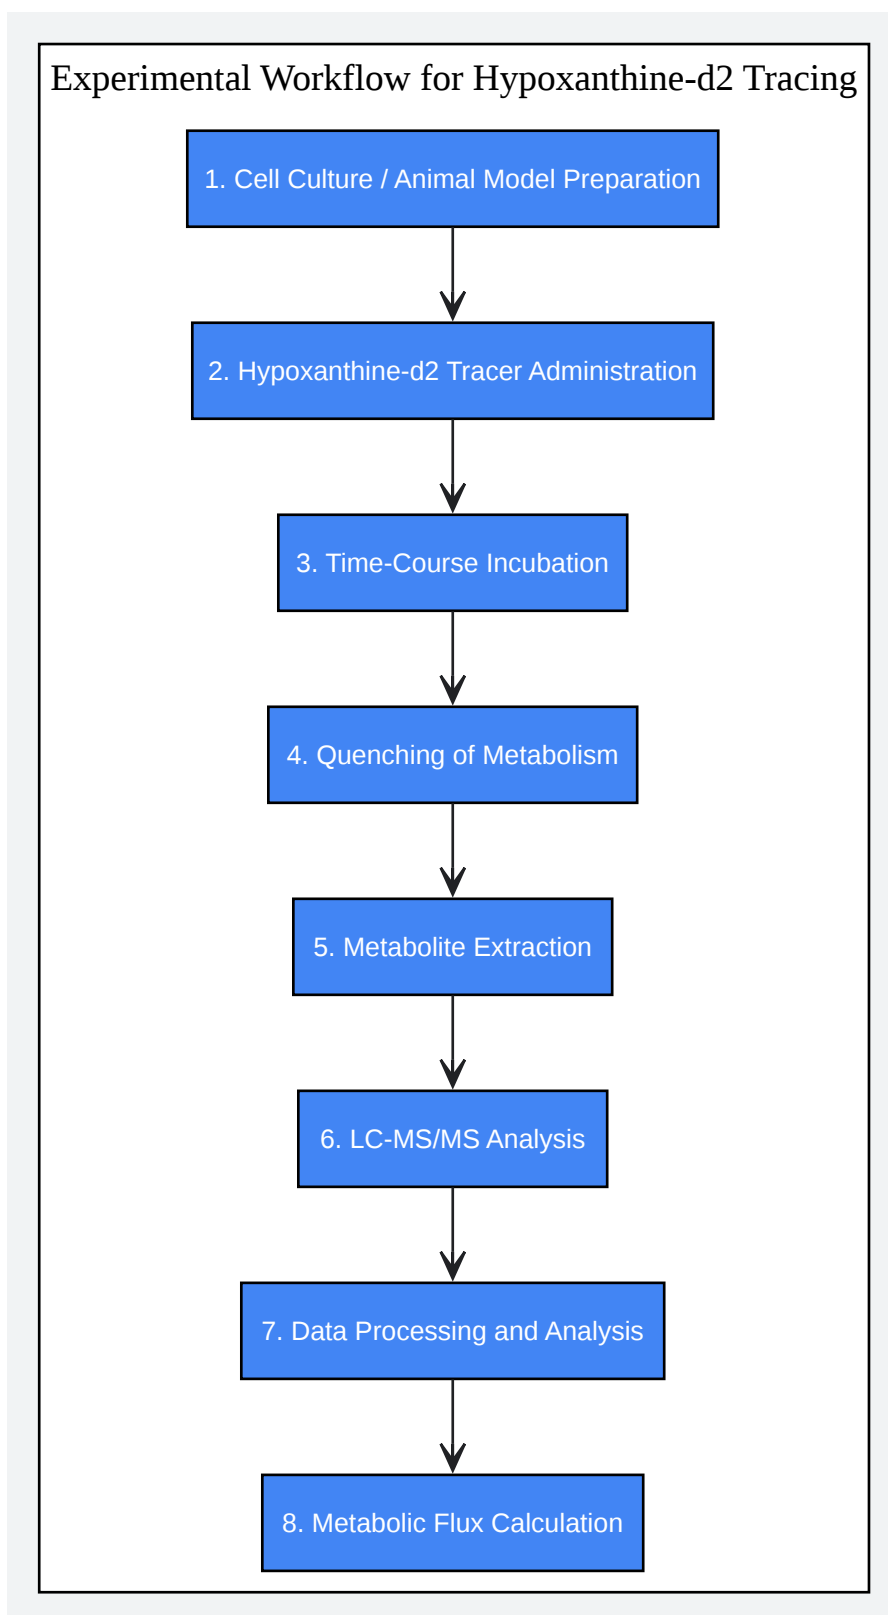 Experimental Workflow for Hypoxanthine-d2 Tracing
1. Cell Culture / Animal Model Preparation
2. Hypoxanthine-d2 Tracer Administration
3. Time-Course Incubation
4. Quenching of Metabolism
5. Metabolite Extraction
6. LC-MS/MS Analysis
7. Data Processing and Analysis
8. Metabolic Flux Calculation